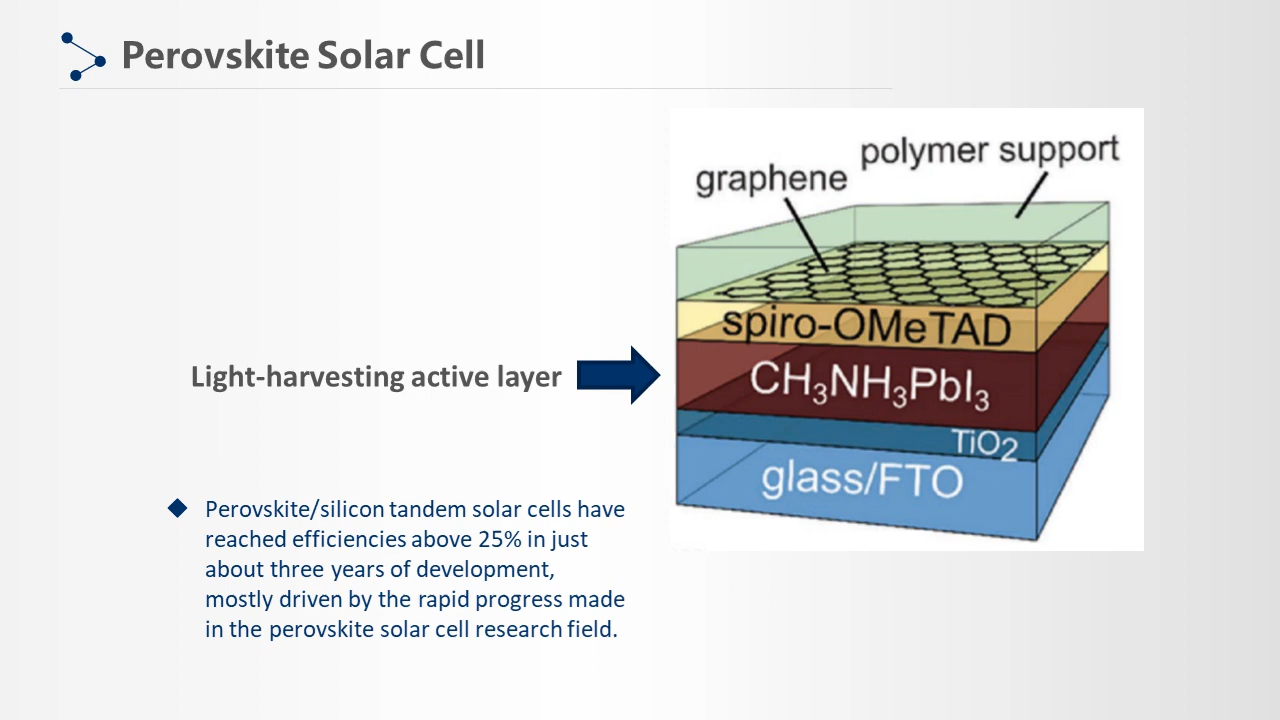 Perovskite Solar Cell
graphene
polymer support
spiro-OMeTAD
Light-harvesting active layer
CH₃NH₃PbI₃
TiO₂
glass/FTO
Perovskite/silicon tandem solar cells have
reached efficiencies above 25% in just
about three years of development,
mostly driven by the rapid progress made
in the perovskite solar cell research field.